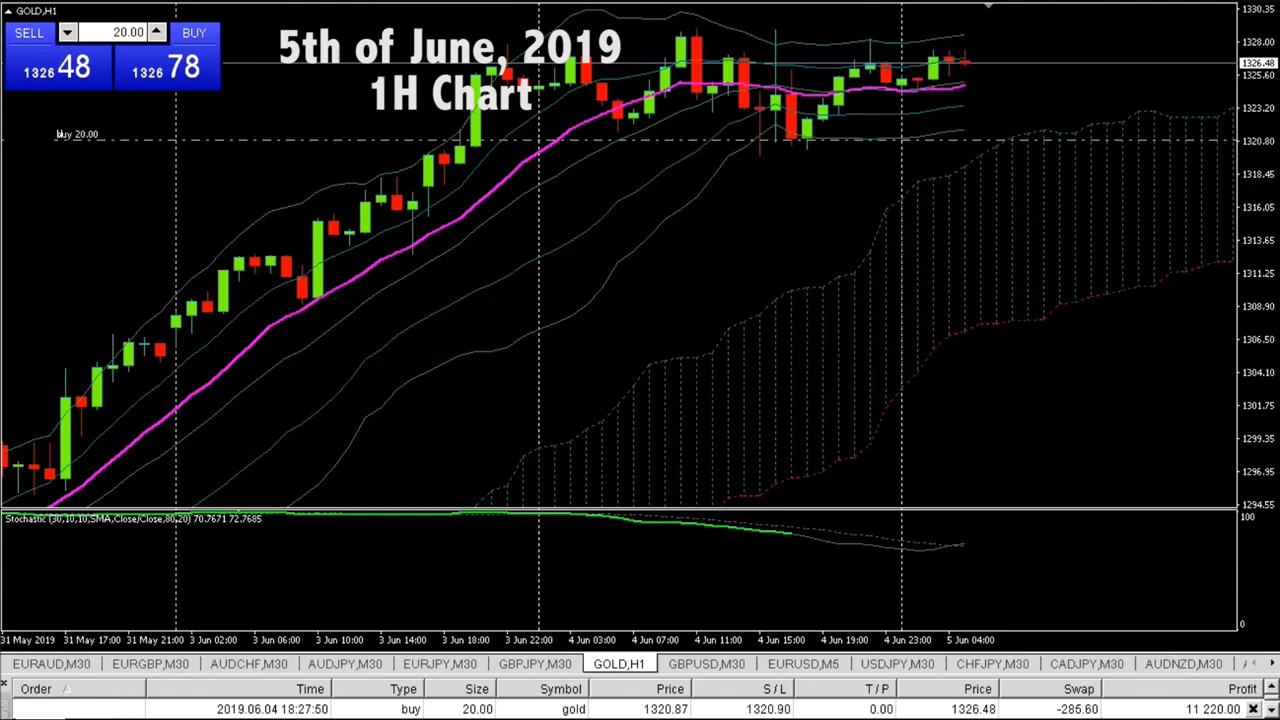 GOLD,H1
SELL
20.00
BUY
1326 48
1326 78
5th of June, 2019
1H Chart
buy 20.00
1330.35
1328.00
1326.48
1325.60
1323.20
1320.80
1318.45
1316.05
1313.65
1311.25
1308.90
1306.50
1304.10
1301.75
1299.35
1296.95
1294.55
Stochastic (30,10,10,SMA,Close/Close,80,20) 70.7671 72.7685
100
0
31 May 2019
31 May 17:00
31 May 21:00
3 Jun 02:00
3 Jun 06:00
3 Jun 10:00
3 Jun 14:00
3 Jun 18:00
3 Jun 22:00
4 Jun 03:00
4 Jun 07:00
4 Jun 11:00
4 Jun 15:00
4 Jun 19:00
4 Jun 23:00
5 Jun 04:00
EURAUD,M30
EURGBP,M30
AUDCHF,M30
AUDJPY,M30
EURJPY,M30
GBPJPY,M30
GOLD,H1
GBPUSD,M30
EURUSD,M5
USDJPY,M30
CHFJPY,M30
CADJPY,M30
AUDNZD,M30
Order Time Type Size Symbol Price S / L T / P Price Swap Profit
2019.06.04 18:27:50 buy 20.00 gold 1320.87 1320.90 0.00 1326.48 -285.60 11 220.00